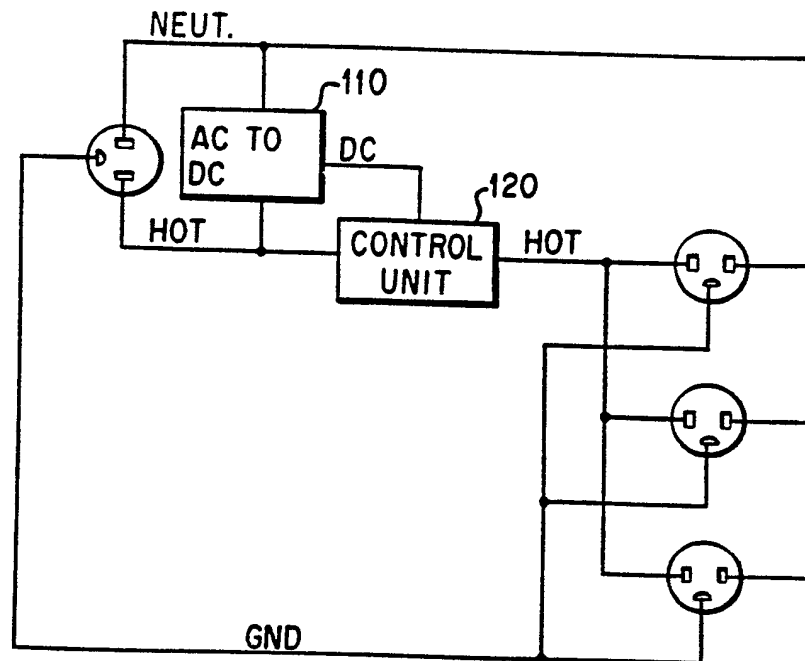 NEUT.
110
AC TO
DC
DC
120
HOT
CONTROL
UNIT
HOT
GND